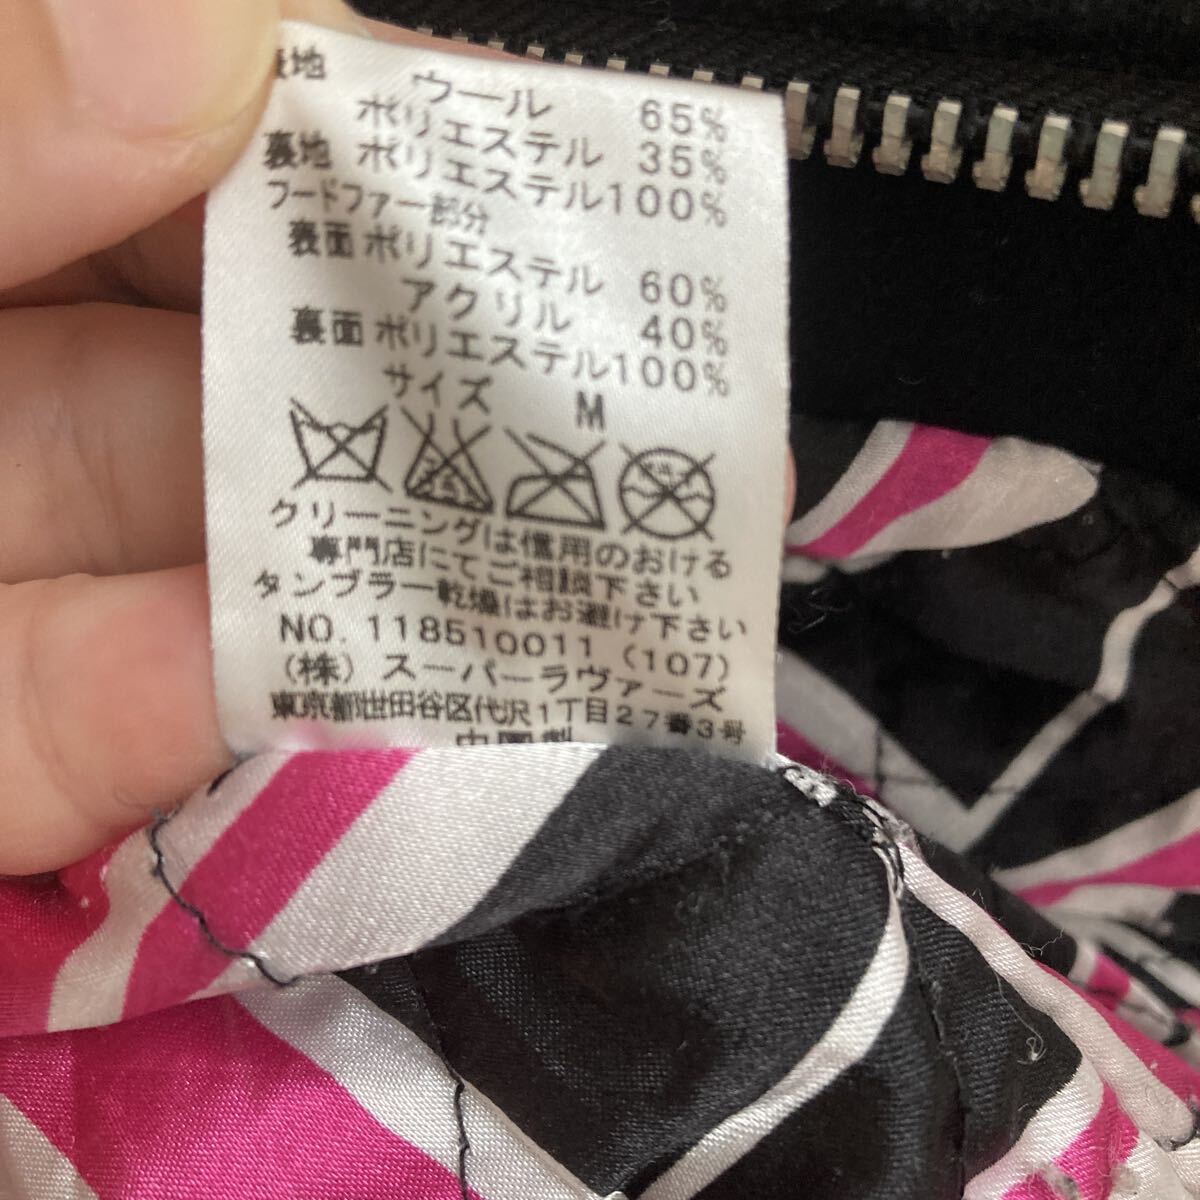 表地 ウール 65%
ポリエステル 35%
裏地 ポリエステル100%
フードファー部分
表面 ポリエステル 60%
アクリル 40%
裏面 ポリエステル100%
サイズ M
クリーニングは信用のおける
専門店にてご相談下さい
タンブラー乾燥はお避け下さい
NO. 118510011 (107)
(株) スーパーラヴァーズ
東京都世田谷区代沢1丁目27番3号
中国製